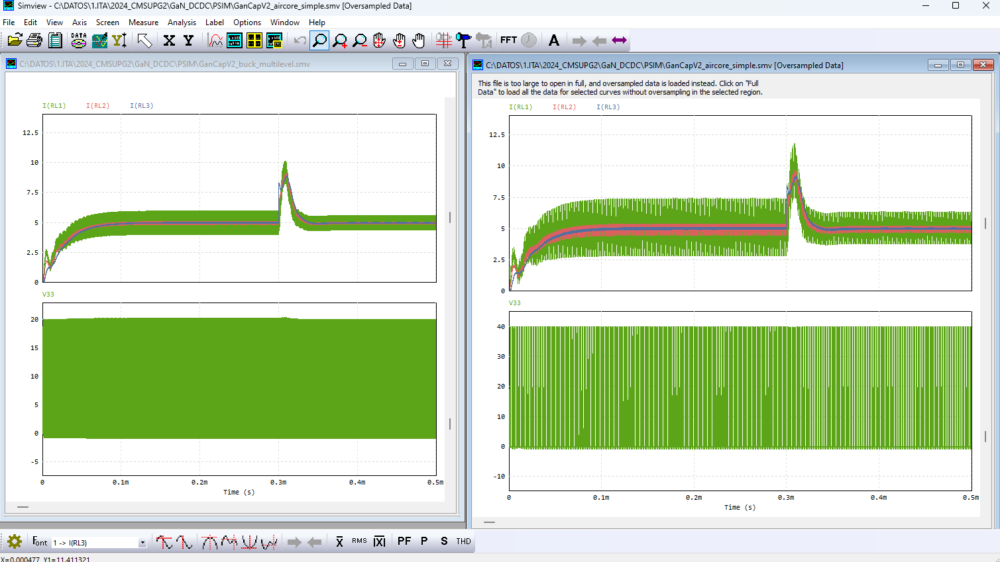 Simview - C:\DATOS\1.ITA\2024_CMSUPG2\GaN_DCDC\PSIM\GanCapV2_aircore_simple.smv [Oversampled Data]
File Edit View Axis Screen Measure Analysis Label Options Window Help
DATA Y X Y FFT A
C:\DATOS\1.ITA\2024_CMSUPG2\GaN_DCDC\PSIM\GanCapV2_buck_multilevel.smv
I(RL1) I(RL2) I(RL3)
12.5
10
7.5
5
2.5
0
V33
20
15
10
5
0
-5
0 0.1m 0.2m 0.3m 0.4m 0.5m
Time (s)
C:\DATOS\1.ITA\2024_CMSUPG2\GaN_DCDC\PSIM\GanCapV2_aircore_simple.smv [Oversampled Data]
This file is too large to open in full, and oversampled data is loaded instead. Click on "Full
Data" to load all the data for selected curves without oversampling in the selected region.
I(RL1) I(RL2) I(RL3)
12.5
10
7.5
5
2.5
0
V33
40
30
20
10
0
-10
0 0.1m 0.2m 0.3m 0.4m 0.5m
Time (s)
Font 1 -> I(RL3) x RMS |X| PF P S THD
X=0.000477 Y1=11.411321